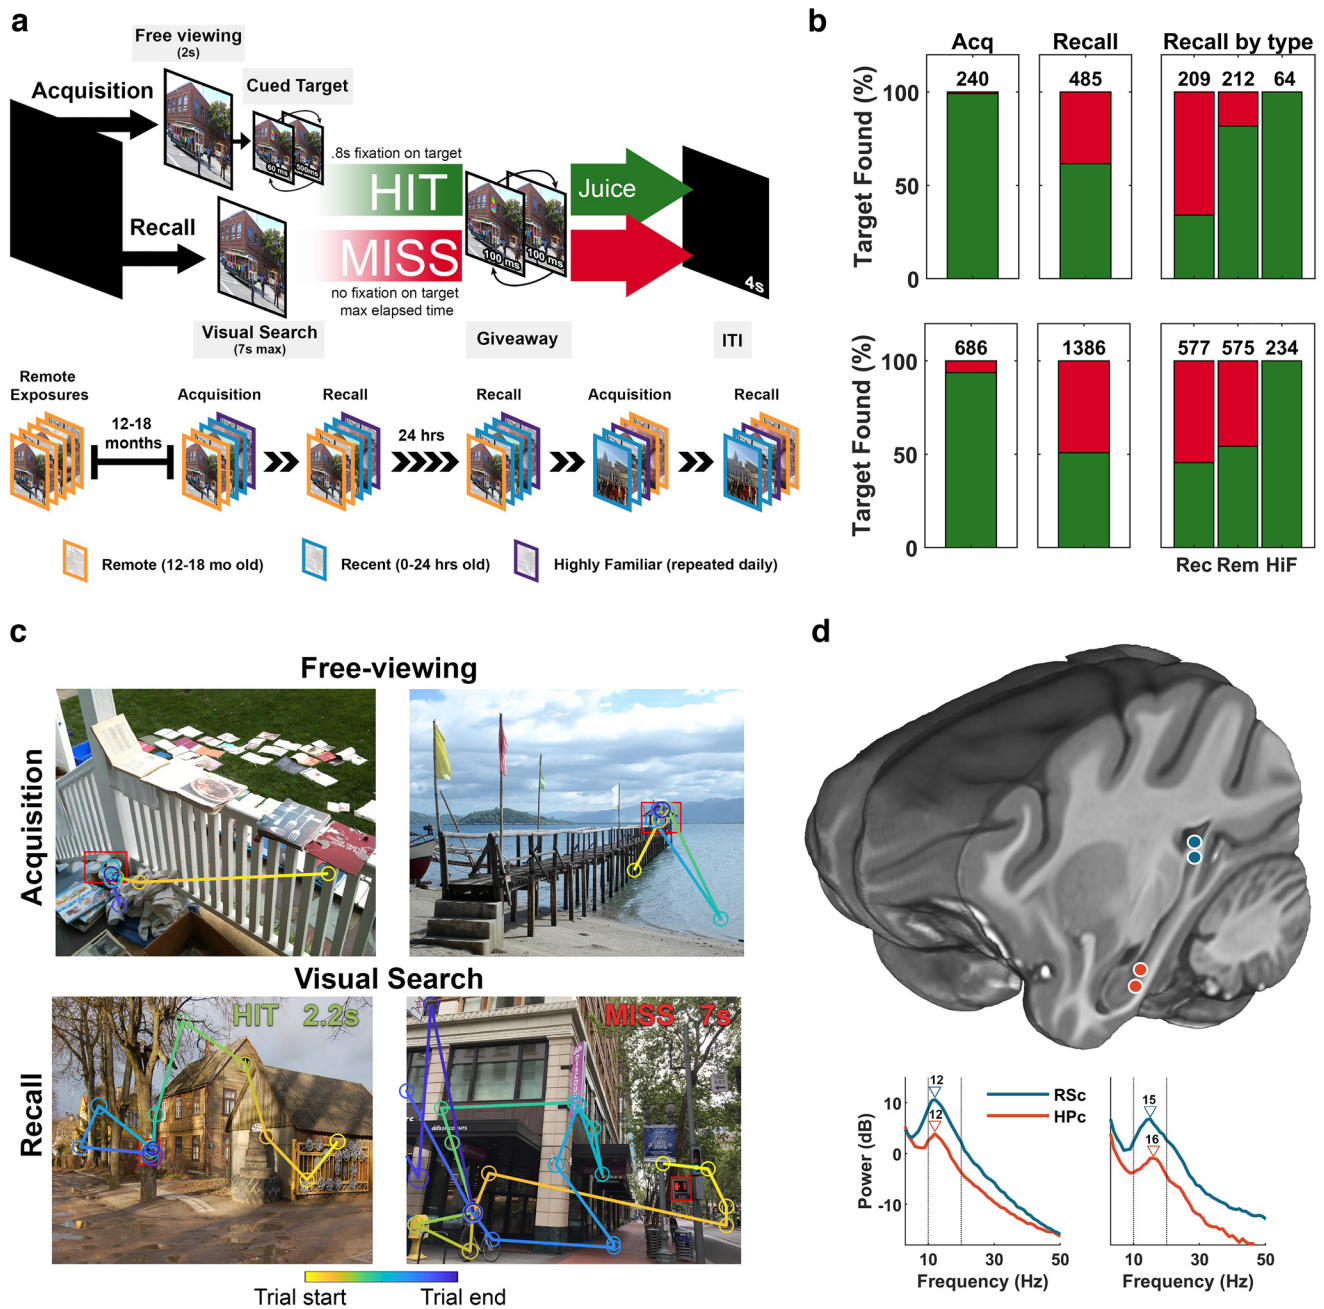 a
Free viewing
(2s)
Acquisition
Cued Target
60 ms
500ms
.8s fixation on target
HIT
Juice
Recall
MISS
100 ms
100 ms
4s
no fixation on target
max elapsed time
Visual Search
(7s max)
Giveaway
ITI
Remote
Exposures
12-18
months
Acquisition
Recall
24 hrs
Recall
Acquisition
Recall
Remote (12-18 mo old)
Recent (0-24 hrs old)
Highly Familiar (repeated daily)
b
Acq
Recall
Recall by type
Target Found (%)
100
50
0
240
485
209 212 64
Target Found (%)
100
50
0
686
1386
577 575 234
Rec Rem HiF
c
Free-viewing
Acquisition
Visual Search
Recall
HIT 2.2s
MISS 7s
Trial start
Trial end
d
Power (dB)
10
0
-10
12
12
RSc
HPc
15
16
10 30 50
Frequency (Hz)
10 30 50
Frequency (Hz)